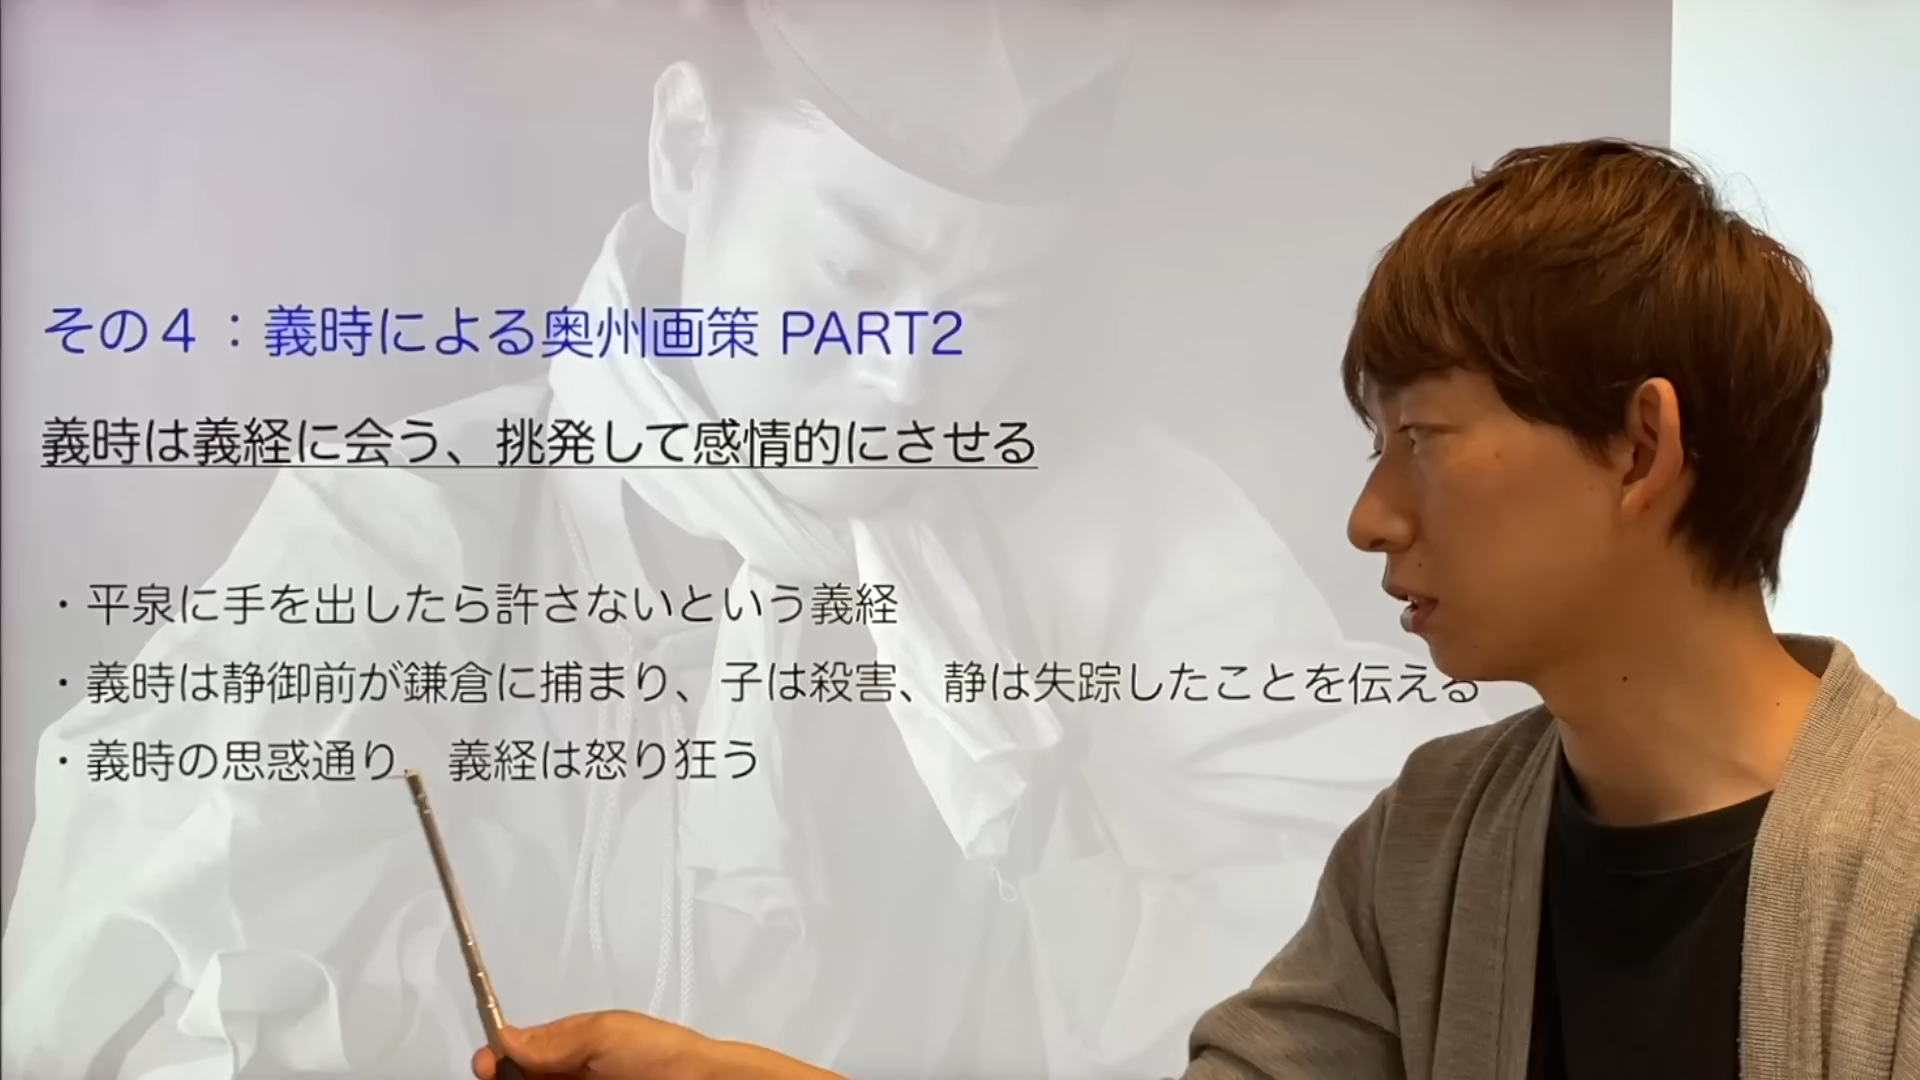 その４：義時による奥州画策 PART2
義時は義経に会う、挑発して感情的にさせる
・平泉に手を出したら許さないという義経
・義時は静御前が鎌倉に捕まり、子は殺害、静は失踪したことを伝える
・義時の思惑通り、義経は怒り狂う